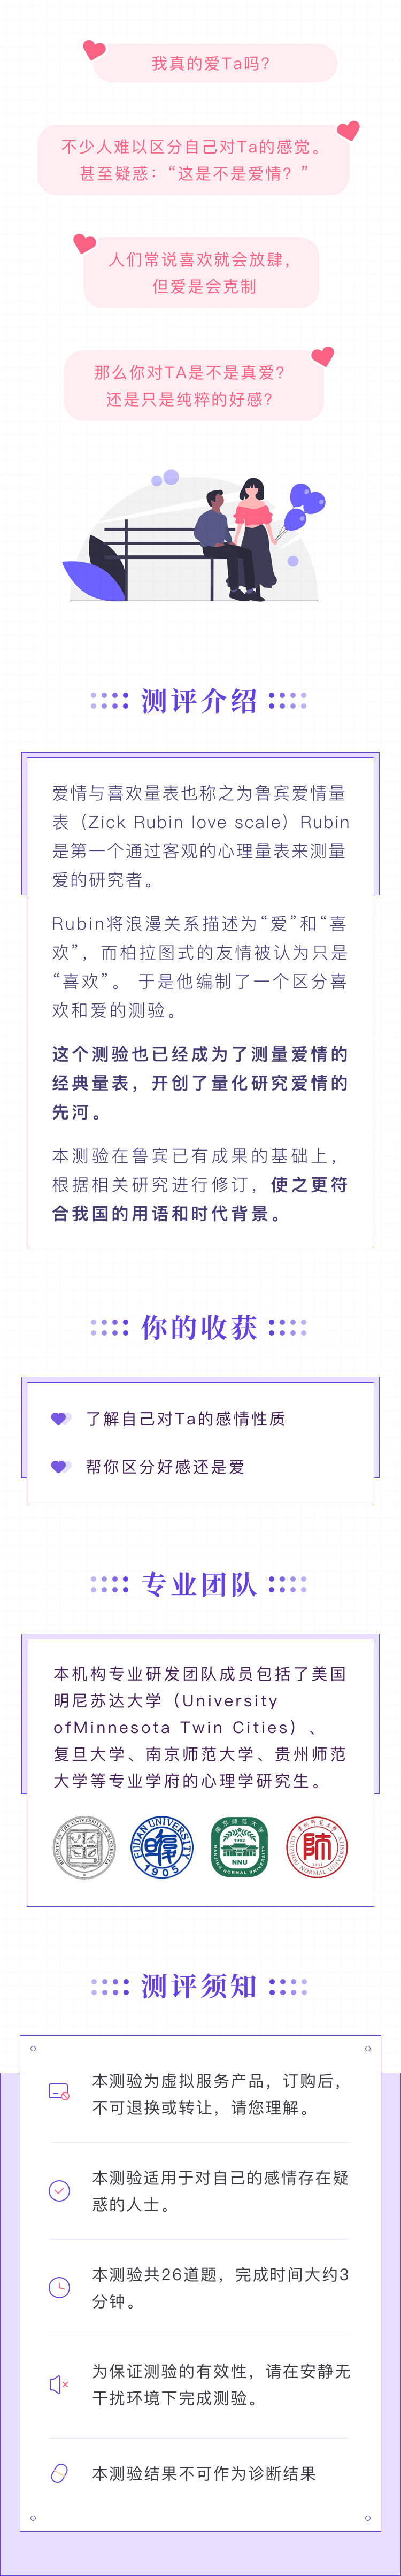 我真的爱Ta吗？
不少人难以区分自己对Ta的感觉。
甚至疑惑：“这是不是爱情？”
人们常说喜欢就会放肆，
但爱是会克制
那么你对TA是不是真爱？
还是只是纯粹的好感？
测评介绍
爱情与喜欢量表也称之为鲁宾爱情量
表（Zick Rubin love scale）Rubin
是第一个通过客观的心理量表来测量
爱的研究者。
Rubin将浪漫关系描述为“爱”和“喜
欢”，而柏拉图式的友情被认为只是
“喜欢”。 于是他编制了一个区分喜
欢和爱的测验。
这个测验也已经成为了测量爱情的
经典量表，开创了量化研究爱情的
先河。
本测验在鲁宾已有成果的基础上，
根据相关研究进行修订，使之更符
合我国的用语和时代背景。
你的收获
了解自己对Ta的感情性质
帮你区分好感还是爱
专业团队
本机构专业研发团队成员包括了美国
明尼苏达大学（University
ofMinnesota Twin Cities）、
复旦大学、南京师范大学、贵州师范
大学等专业学府的心理学研究生。
FUDAN UNIVERSITY
1905
南京师范大学
1902
NNU
NANJING NORMAL UNIVERSITY
贵州师范大学
1941
GUIZHOU NORMAL UNIVERSITY
测评须知
本测验为虚拟服务产品，订购后，
不可退换或转让，请您理解。
本测验适用于对自己的感情存在疑
惑的人士。
本测验共26道题，完成时间大约3
分钟。
为保证测验的有效性，请在安静无
干扰环境下完成测验。
本测验结果不可作为诊断结果